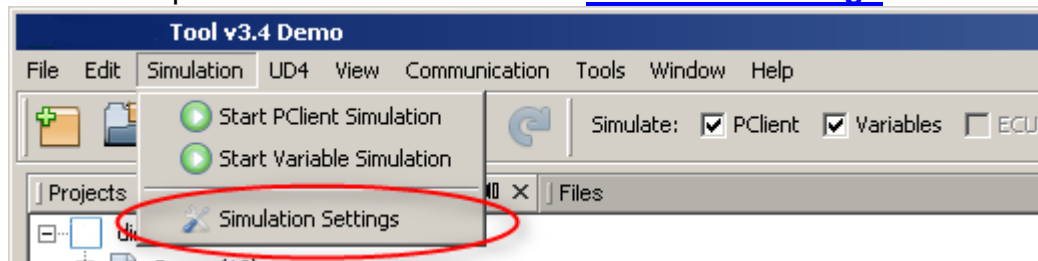 Tool v3.4 Demo
File Edit Simulation UD4 View Communication Tools Window Help
Start PClient Simulation
Simulate: PClient Variables ECU
Start Variable Simulation
Projects Files
Simulation Settings